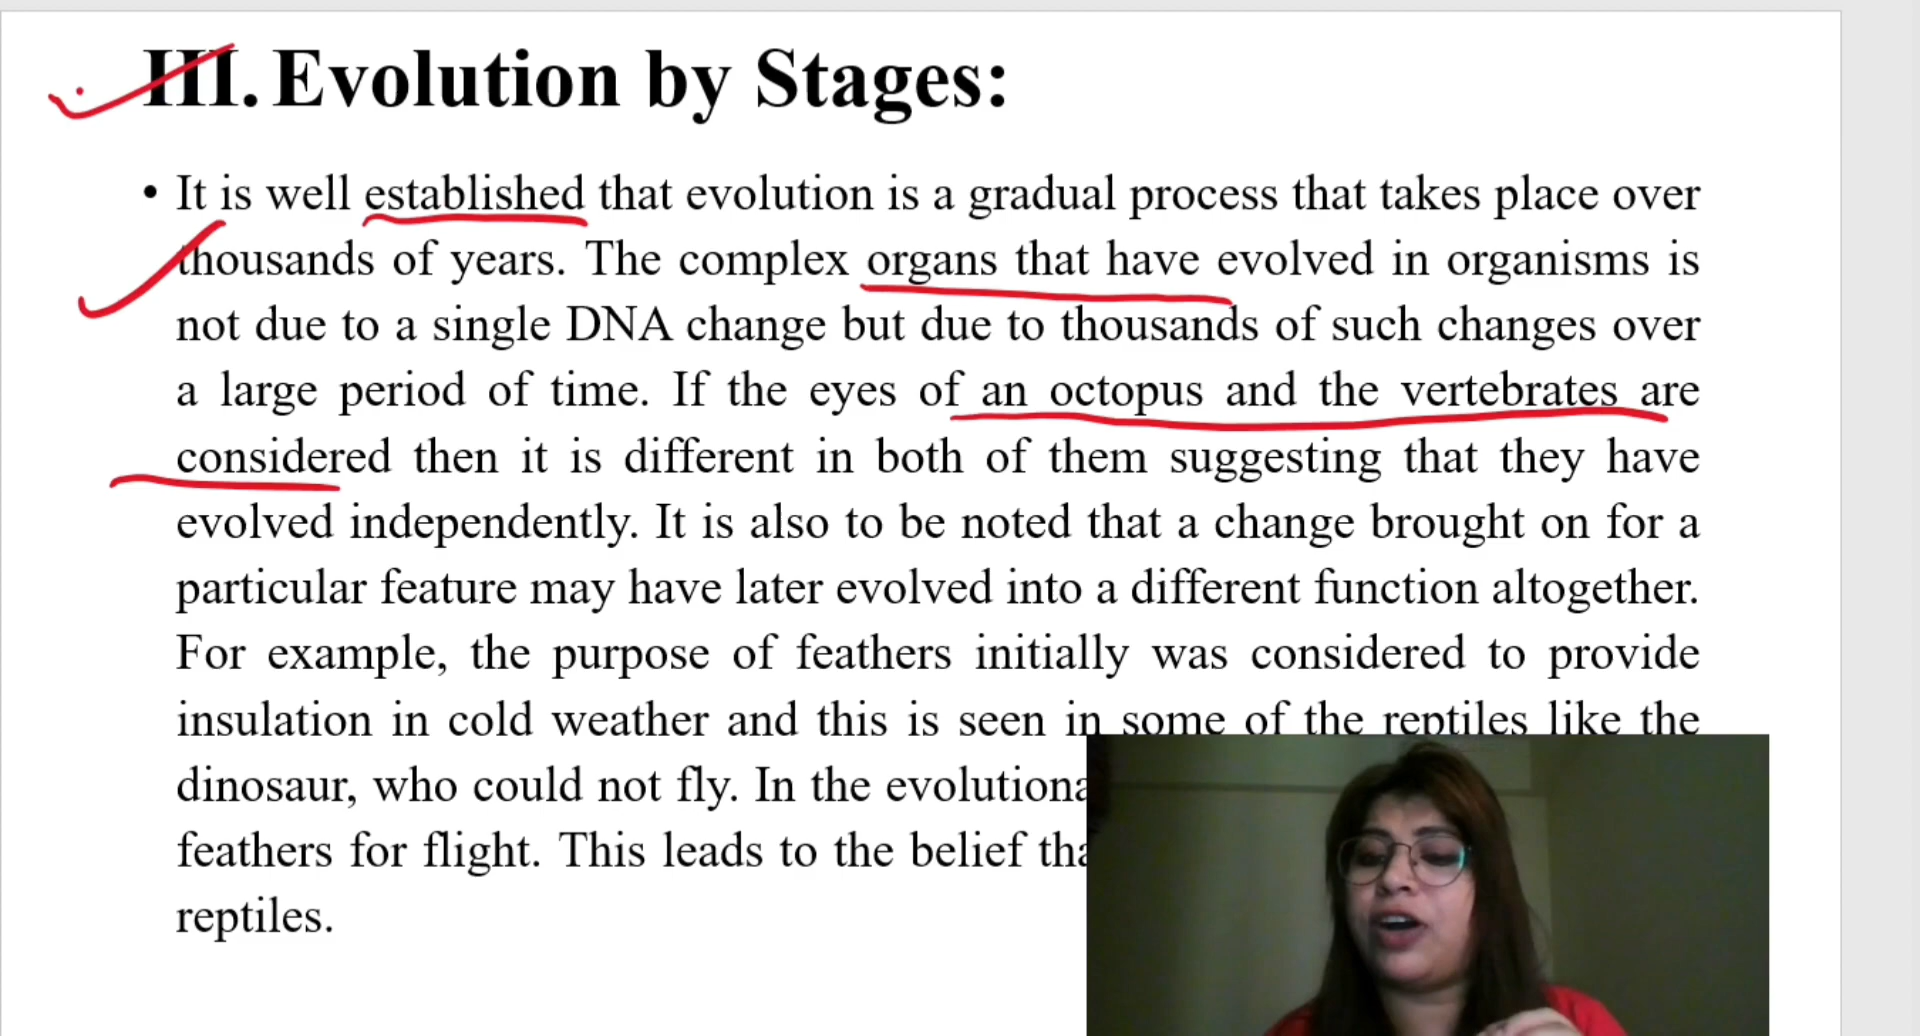 III. Evolution by Stages:
• It is well established that evolution is a gradual process that takes place over
thousands of years. The complex organs that have evolved in organisms is
not due to a single DNA change but due to thousands of such changes over
a large period of time. If the eyes of an octopus and the vertebrates are
considered then it is different in both of them suggesting that they have
evolved independently. It is also to be noted that a change brought on for a
particular feature may have later evolved into a different function altogether.
For example, the purpose of feathers initially was considered to provide
insulation in cold weather and this is seen in some of the reptiles like the
dinosaur, who could not fly. In the
feathers for flight. This leads to the belief
reptiles.